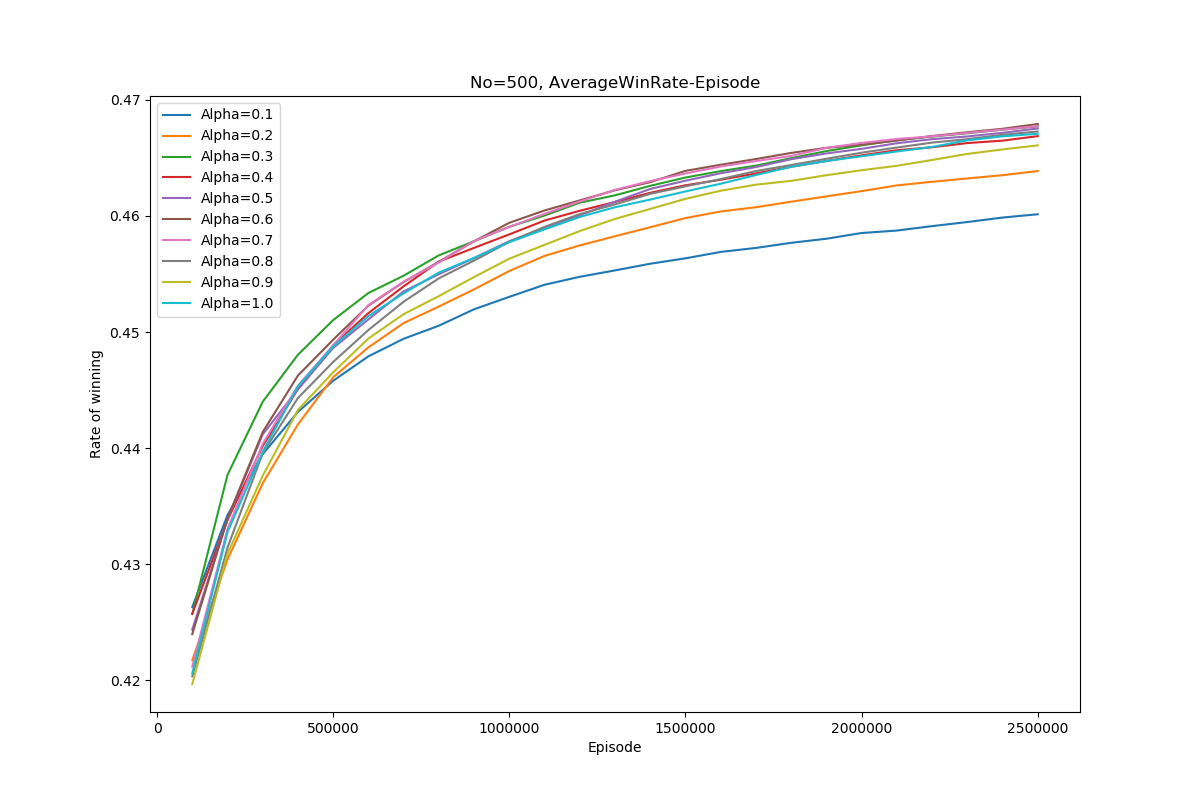 No=500, AverageWinRate-Episode
0.47
0.46
0.45
0.44
0.43
0.42
Rate of winning
Alpha=0.1
Alpha=0.2
Alpha=0.3
Alpha=0.4
Alpha=0.5
Alpha=0.6
Alpha=0.7
Alpha=0.8
Alpha=0.9
Alpha=1.0
0 500000 1000000 1500000 2000000 2500000
Episode